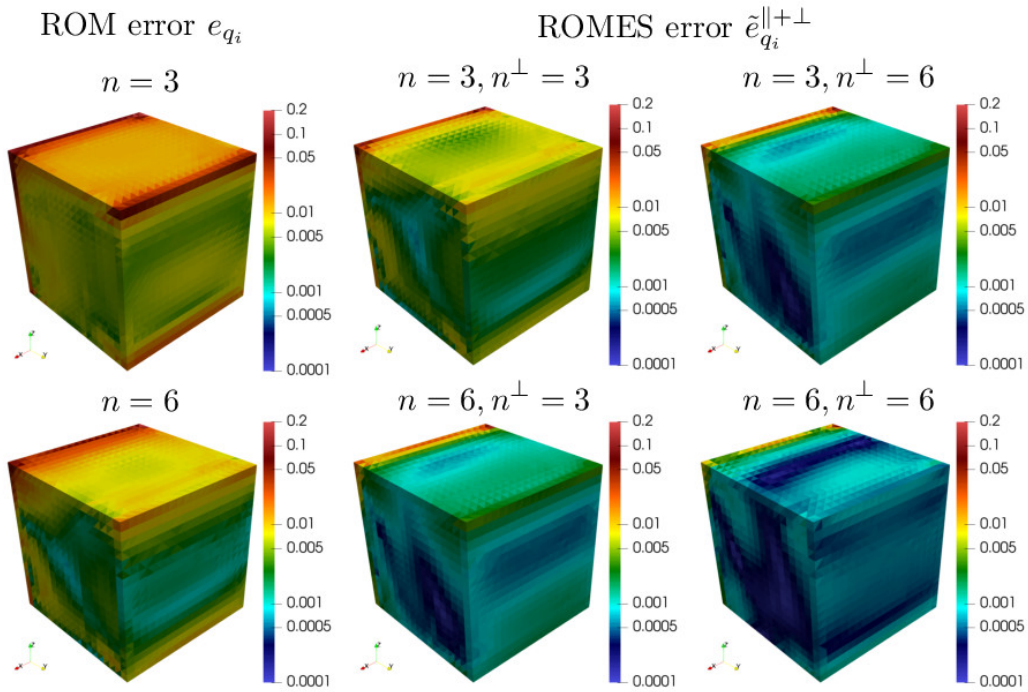 ROM error e_{q_i}
ROMES error \tilde{e}_{q_i}^{\parallel+\perp}
n = 3
n = 3, n^⊥ = 3
n = 3, n^⊥ = 6
0.2
0.1
0.05
0.01
0.005
0.001
0.0005
0.0001
z
x
y
0.2
0.1
0.05
0.01
0.005
0.001
0.0005
0.0001
z
x
y
0.2
0.1
0.05
0.01
0.005
0.001
0.0005
0.0001
z
x
y
n = 6
n = 6, n^⊥ = 3
n = 6, n^⊥ = 6
0.2
0.1
0.05
0.01
0.005
0.001
0.0005
0.0001
z
x
y
0.2
0.1
0.05
0.01
0.005
0.001
0.0005
0.0001
z
x
y
0.2
0.1
0.05
0.01
0.005
0.001
0.0005
0.0001
z
x
y